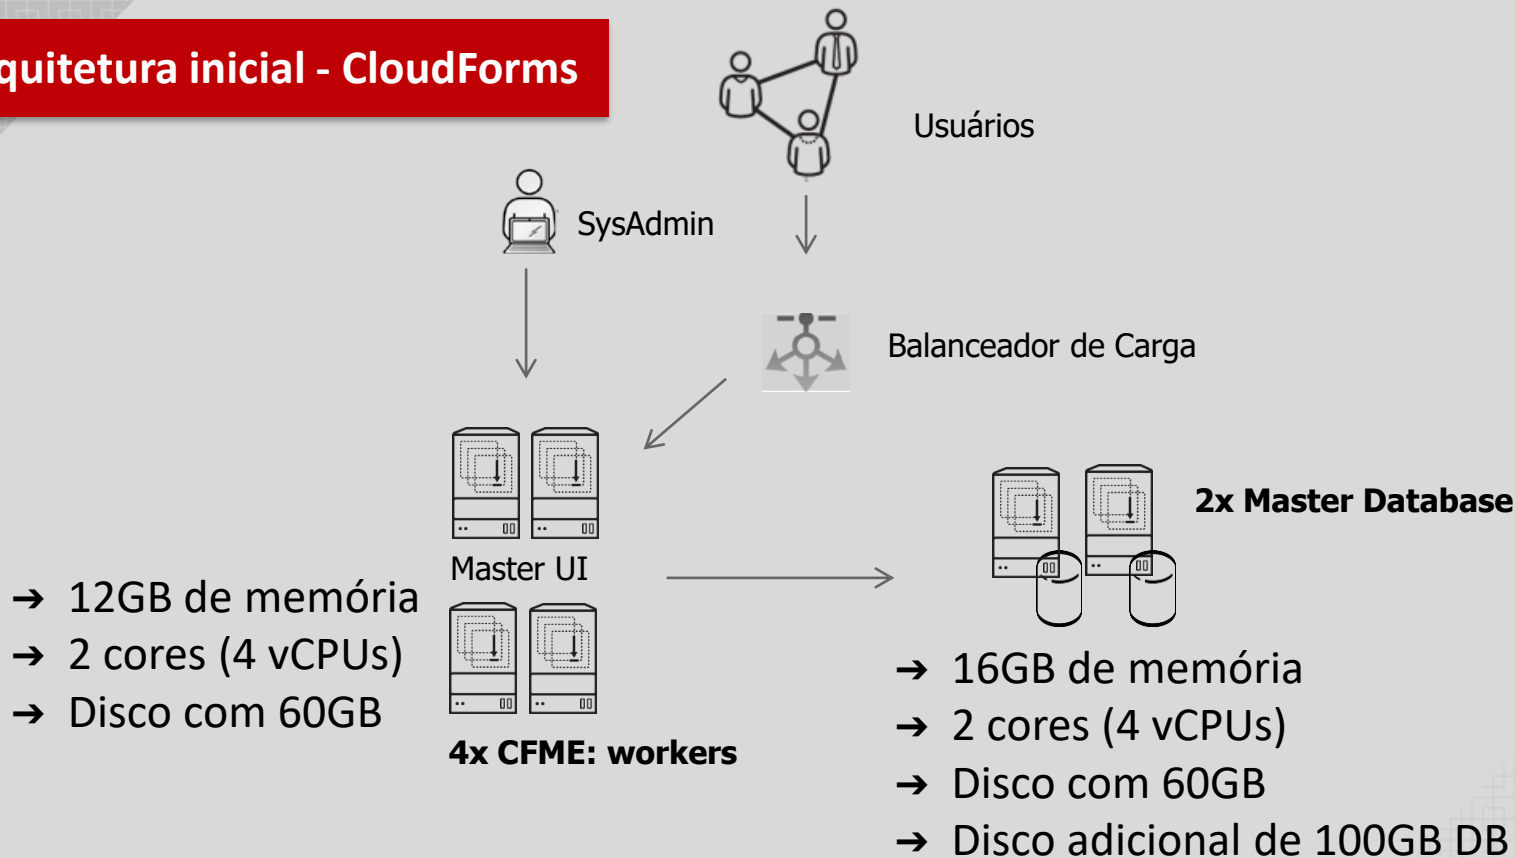 quitetura inicial - CloudForms
Usuários
SysAdmin
Balanceador de Carga
2x Master Database
Master UI
➔ 12GB de memória
➔ 2 cores (4 vCPUs)
➔ Disco com 60GB
4x CFME: workers
➔ 16GB de memória
➔ 2 cores (4 vCPUs)
➔ Disco com 60GB
➔ Disco adicional de 100GB DB